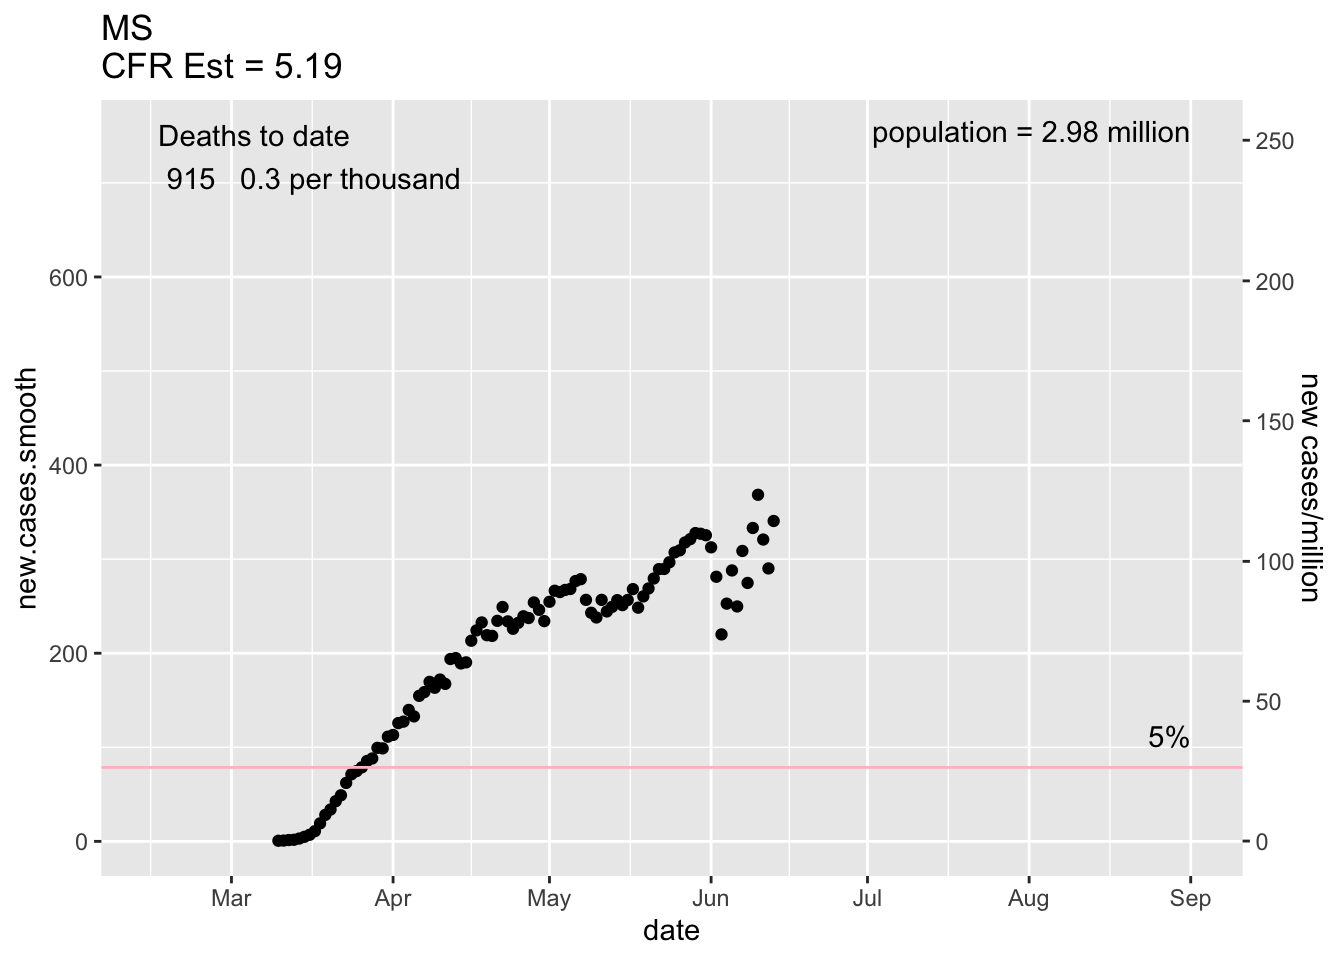 MS
CFR Est = 5.19
Deaths to date
915 0.3 per thousand
population = 2.98 million
5%
new.cases.smooth
600
400
200
0
250
200
150
100
50
0
new cases/million
Mar Apr May Jun Jul Aug Sep
date